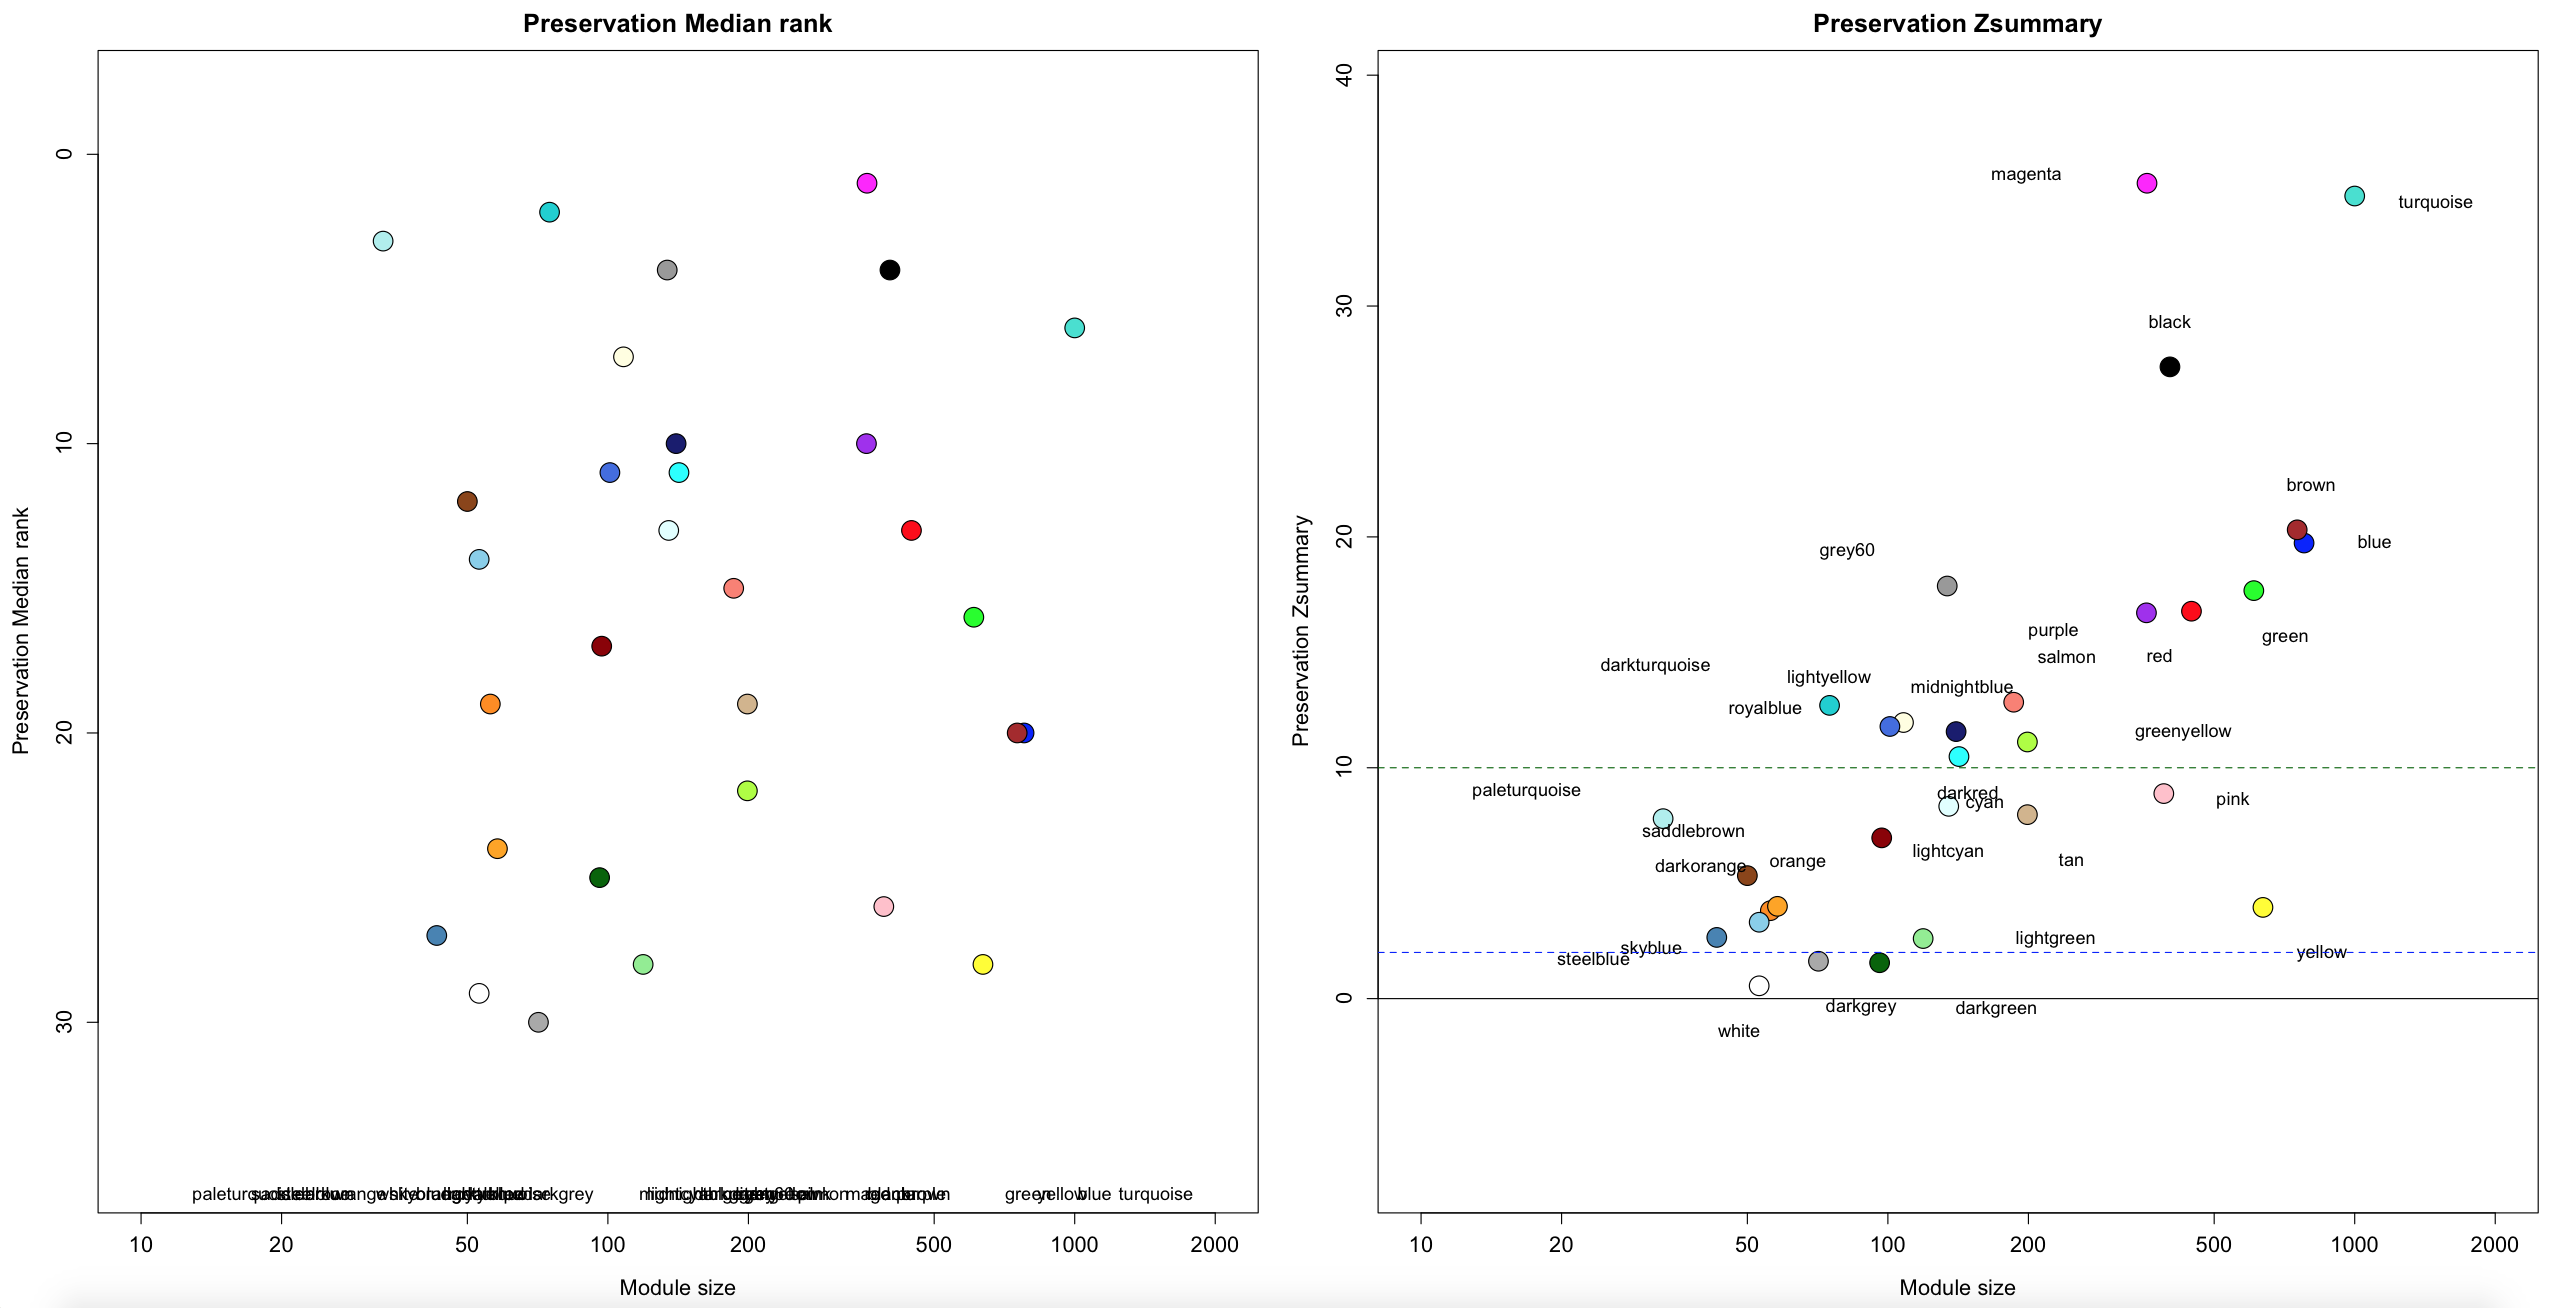 Preservation Median rank
Preservation Median rank
0
10
20
30
green
yellow
blue
turquoise
10
20
50
100
200
500
1000
2000
Module size
Preservation Zsummary
Preservation Zsummary
40
30
20
10
0
magenta
turquoise
black
brown
blue
grey60
purple
green
salmon
red
darkturquoise
lightyellow
midnightblue
royalblue
greenyellow
paleturquoise
darkred
pink
cyan
saddlebrown
lightcyan
tan
darkorange
orange
lightgreen
skyblue
yellow
steelblue
darkgrey
darkgreen
white
10
20
50
100
200
500
1000
2000
Module size